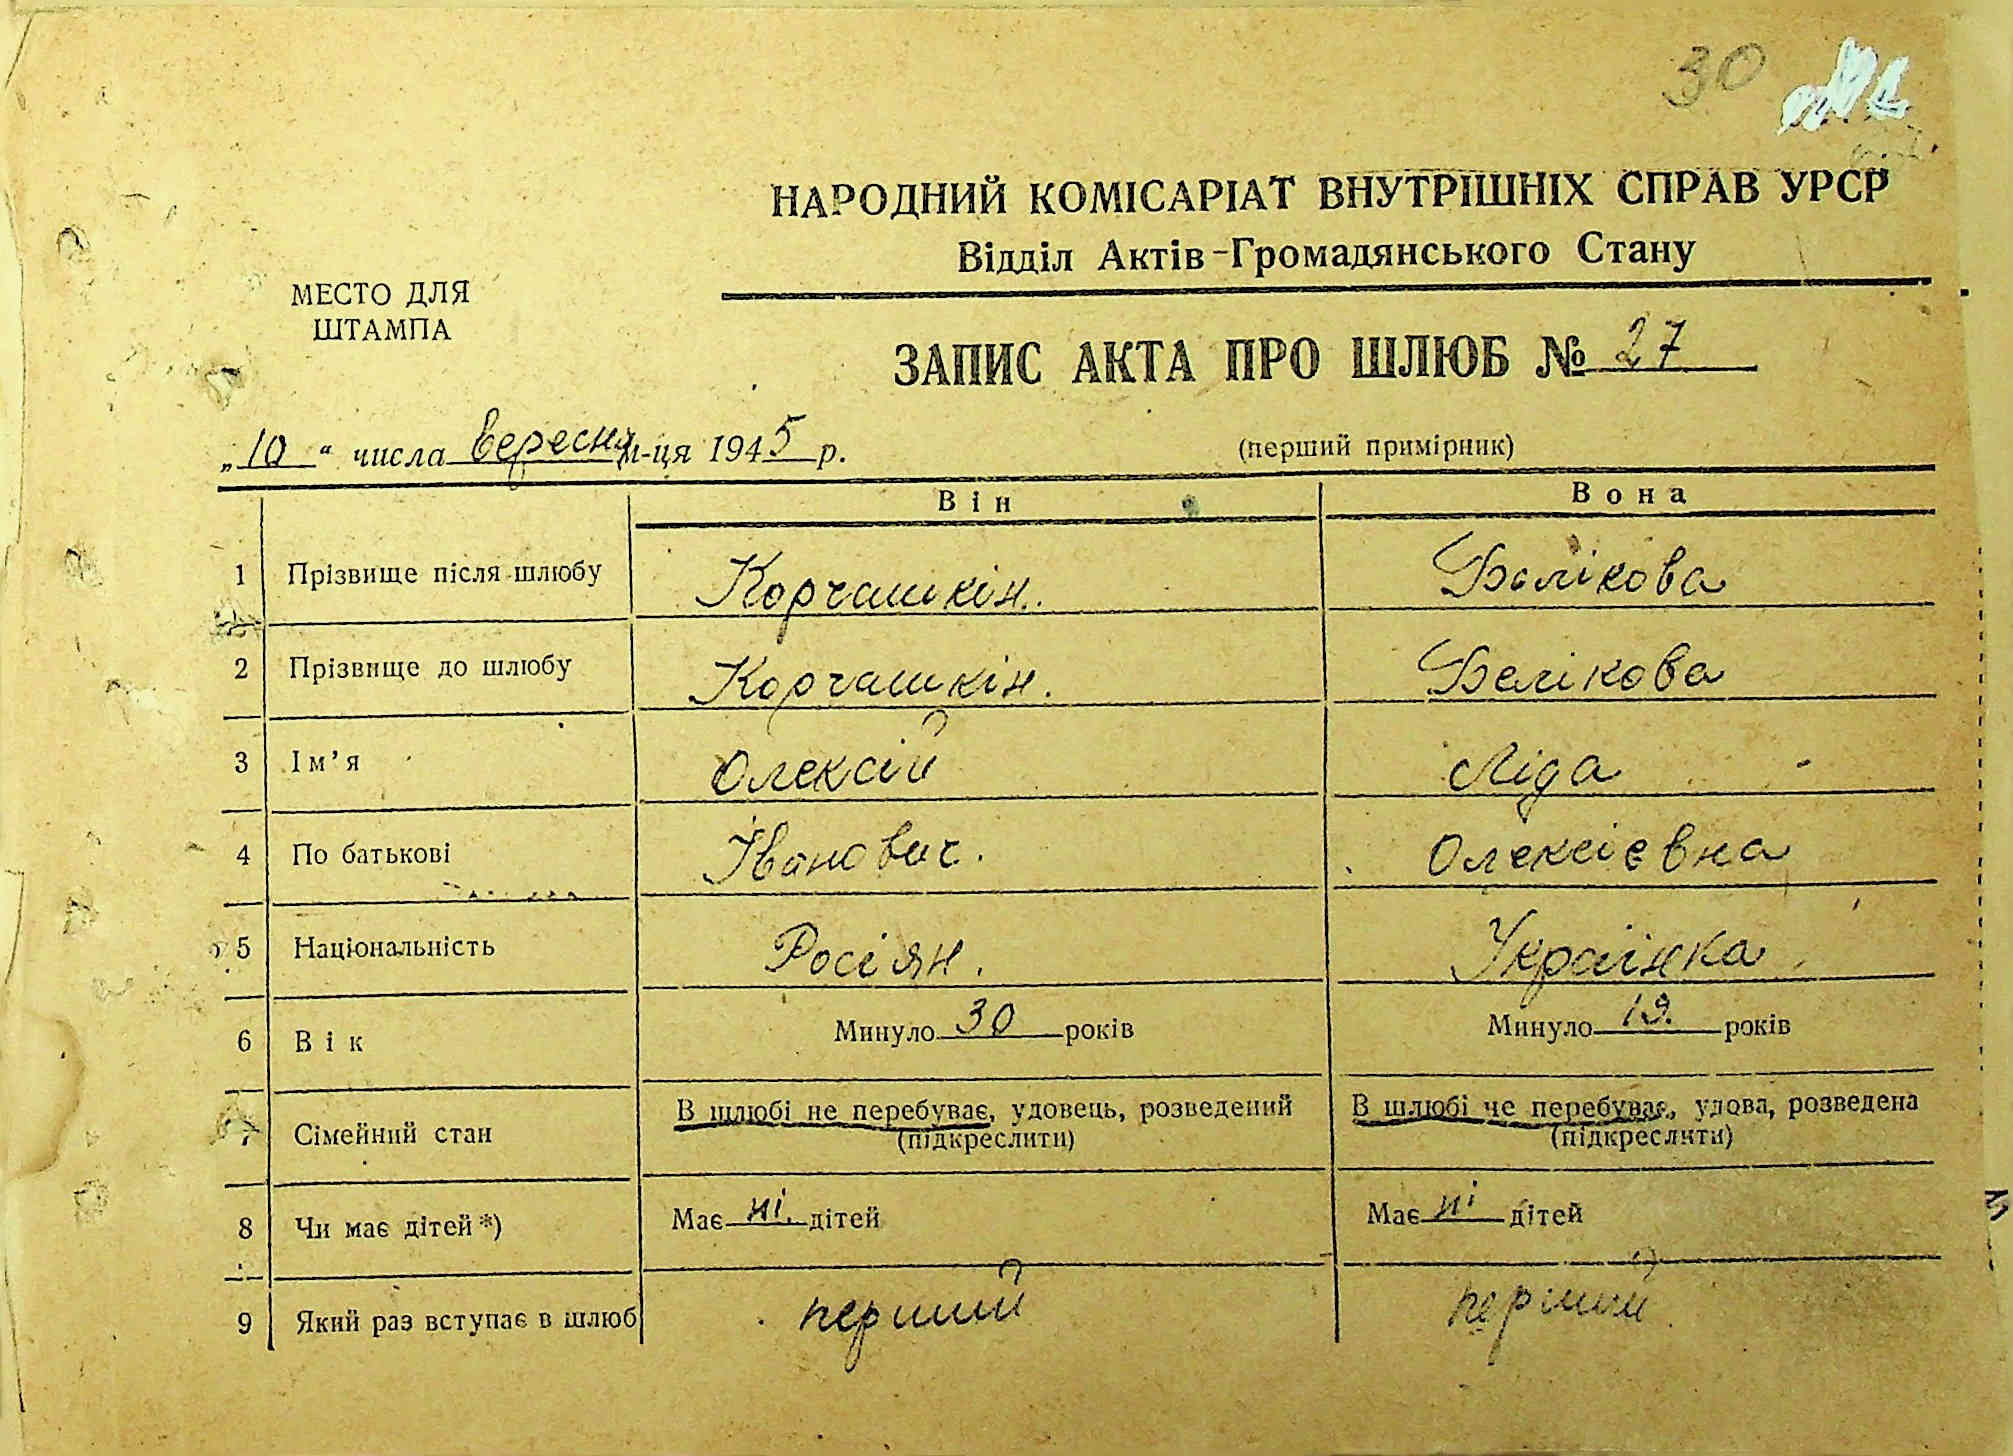 30
НАРОДНИЙ КОМІСАРІАТ ВНУТРІШНІХ СПРАВ УРСР
Відділ Актів-Громадянського Стану
МЕСТО ДЛЯ
ШТАМПА
ЗАПИС АКТА ПРО ШЛЮБ № 27
„10“ числа вересня м-ця 1945 р.
(перший примірник)
Він Вона
1 Прізвище після шлюбу Корчашкін. Бєлікова
2 Прізвище до шлюбу Корчашкін. Бєлікова
3 Ім'я Олексій Ліда
4 По батькові Іванович. Олексієвна
5 Національність Росіян. Українка
6 Вік Минуло 30 років Минуло 19. років
7 Сімейний стан В шлюбі не перебуває, удовець, розведений В шлюбі не перебуває, удова, розведена
(підкреслити) (підкреслити)
8 Чи має дітей*) Має ні. дітей Має ні дітей
9 Який раз вступає в шлюб перший перший